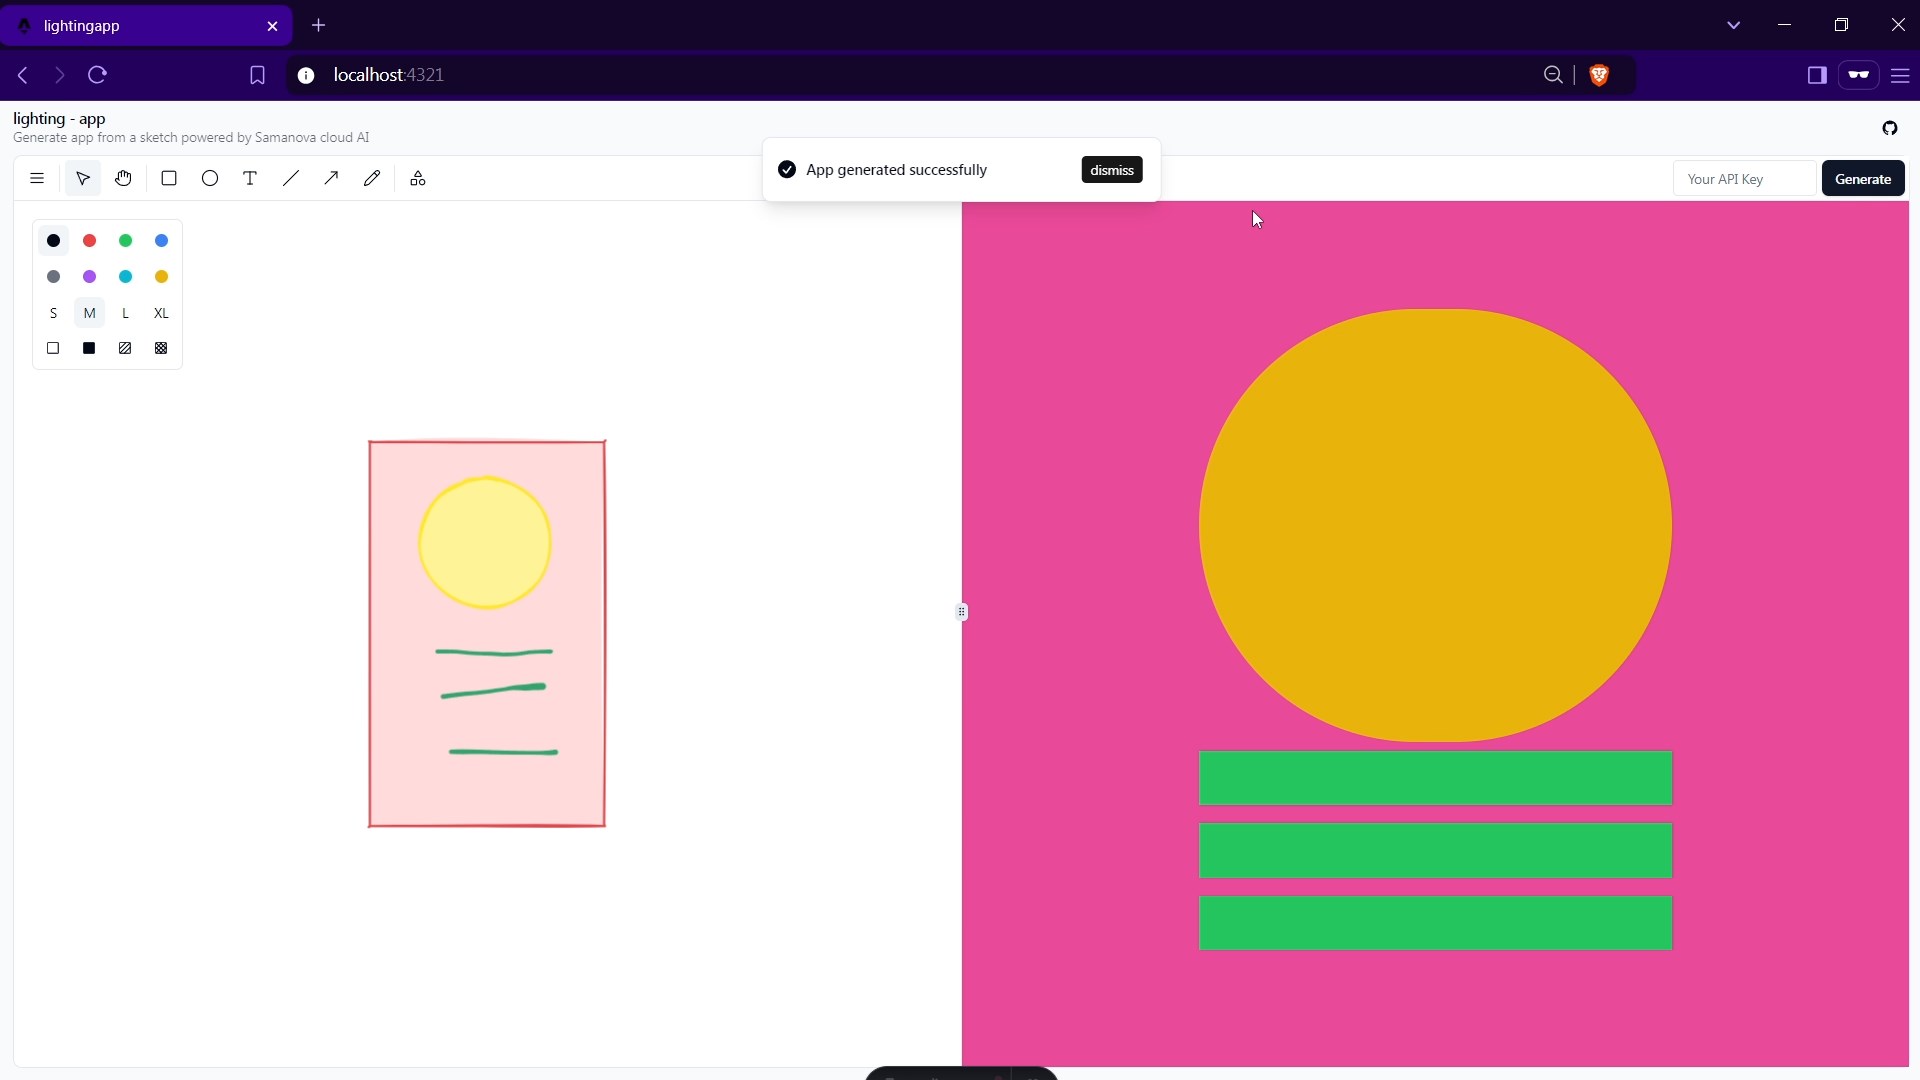 lightingapp
localhost:4321
lighting - app
Generate app from a sketch powered by Samanova cloud AI
App generated successfully
dismiss
T
Your API Key
Generate
S M L XL